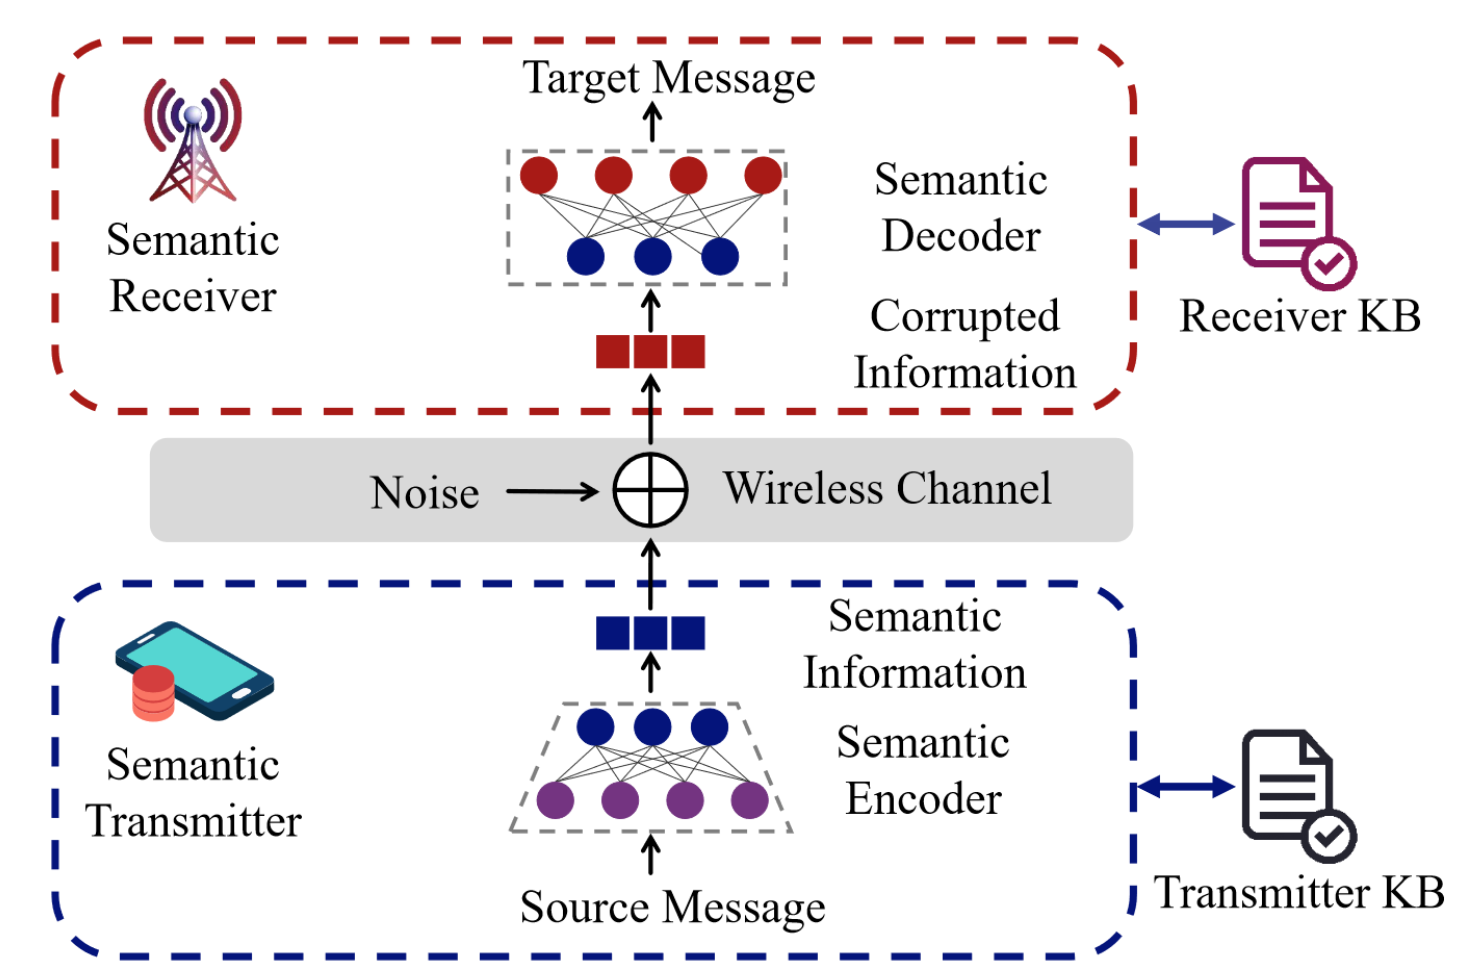 Target Message
Semantic
Receiver
Semantic
Decoder
Corrupted
Information
Receiver KB
Noise
Wireless Channel
Semantic
Information
Semantic
Transmitter
Semantic
Encoder
Transmitter KB
Source Message